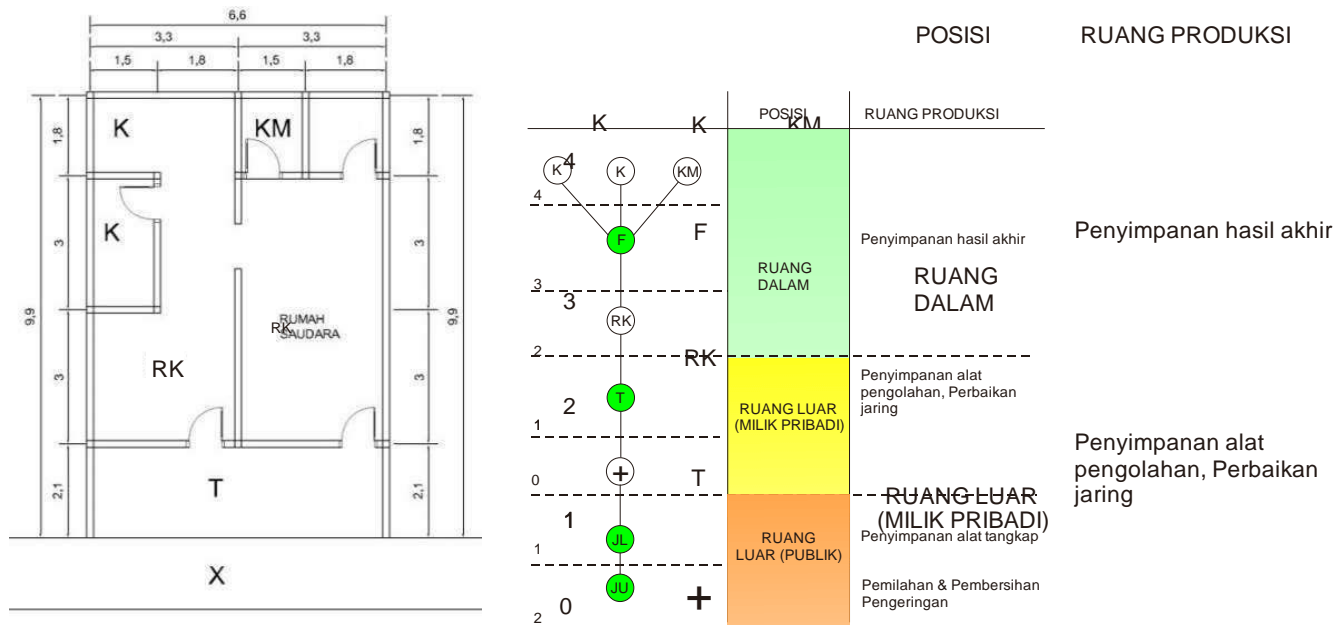 6,6
3,3
3,3
1,5
1,8
1,5
1,8
9,9
1,8
3
3
2,1
K
KM
K
RK
RUMAH
SAUDARA
RK
T
X
1,8
3
3
2,1
9,9
POSISI
RUANG PRODUKSI
POSISI
RUANG PRODUKSI
K
K
KM
4
K
K
KM
4
F
F
3
3
RK
2
RK
2
T
1
0
+
T
1
JL
1
JU
0
+
2
RUANG
DALAM
RUANG LUAR
(MILIK PRIBADI)
RUANG
LUAR (PUBLIK)
Penyimpanan hasil akhir
RUANG
DALAM
Penyimpanan alat
pengolahan, Perbaikan
jaring
RUANG LUAR
(MILIK PRIBADI)
Penyimpanan alat tangkap
Pemilahan & Pembersihan
Pengeringan
Penyimpanan hasil akhir
Penyimpanan alat
pengolahan, Perbaikan
jaring